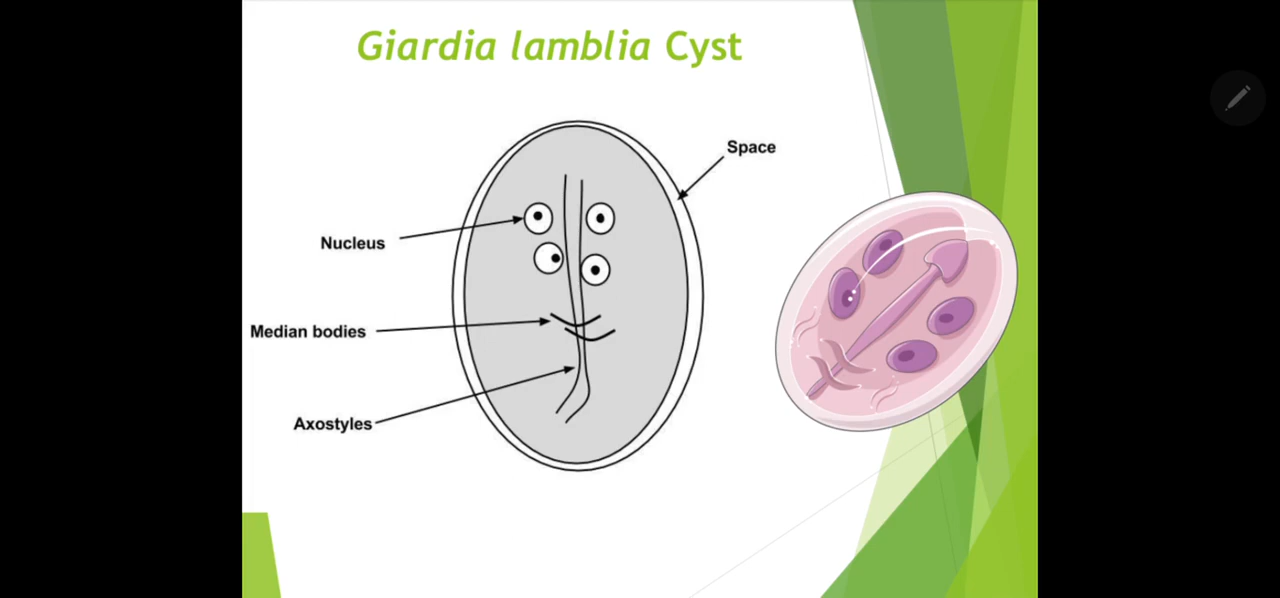 Giardia lamblia Cyst
Space
Nucleus
Median bodies
Axostyles